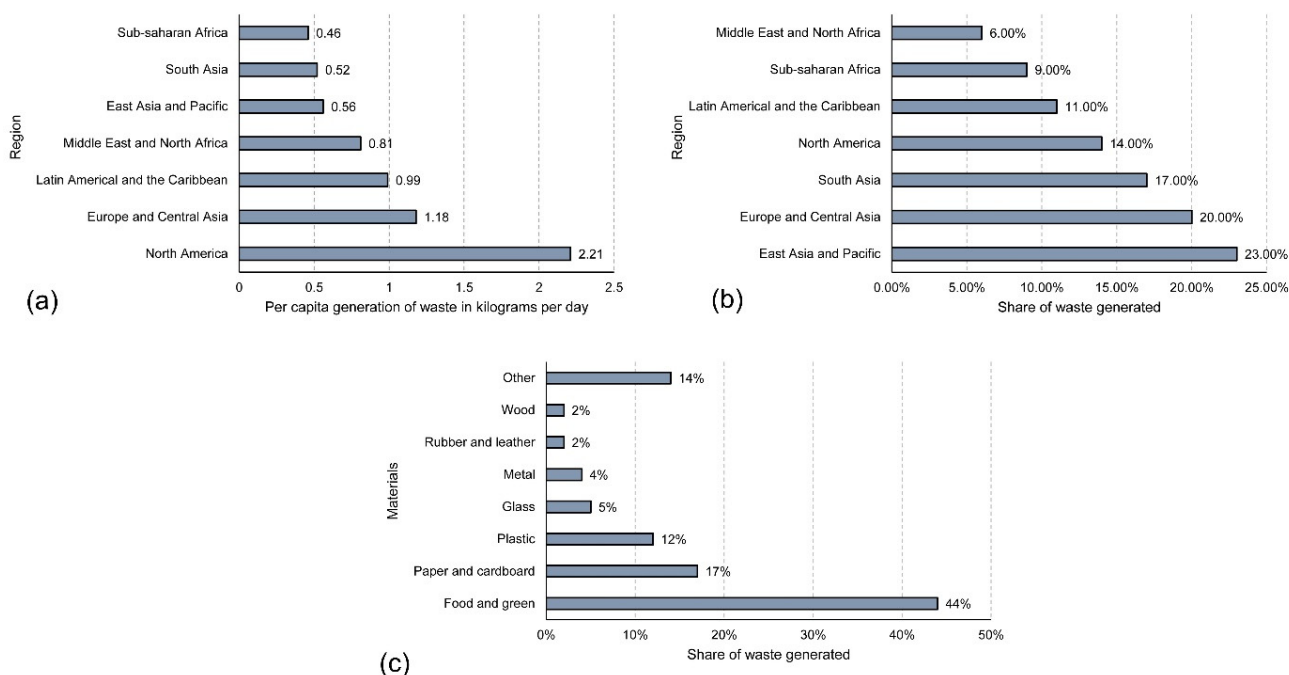 Region
Sub-saharan Africa 0.46
South Asia 0.52
East Asia and Pacific 0.56
Middle East and North Africa 0.81
Latin Americal and the Caribbean 0.99
Europe and Central Asia 1.18
North America 2.21
0 0.5 1 1.5 2 2.5
Per capita generation of waste in kilograms per day
(a)
Region
Middle East and North Africa 6.00%
Sub-saharan Africa 9.00%
Latin Americal and the Caribbean 11.00%
North America 14.00%
South Asia 17.00%
Europe and Central Asia 20.00%
East Asia and Pacific 23.00%
0.00% 5.00% 10.00% 15.00% 20.00% 25.00%
Share of waste generated
(b)
Materials
Other 14%
Wood 2%
Rubber and leather 2%
Metal 4%
Glass 5%
Plastic 12%
Paper and cardboard 17%
Food and green 44%
0% 10% 20% 30% 40% 50%
Share of waste generated
(c)